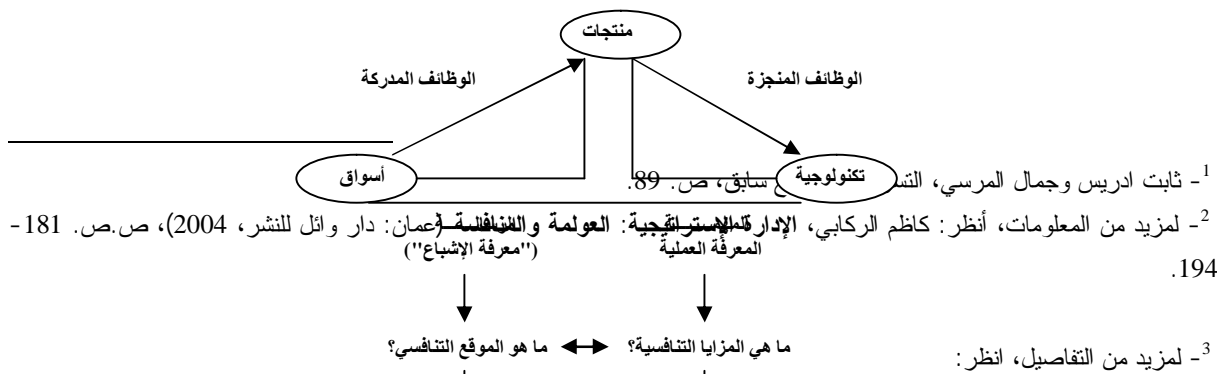 منتجات
الوظائف المدركة
الوظائف المنجزة
أسواق
تكنولوجية
1- ثابت ادريس وجمال المرسي، سابق، ص. 89.
2- لمزيد من المعلومات، أنظر: كاظم الركابي، الإدارة الإستراتيجية: العولمة و المنافسة (عمان: دار وائل للنشر، 2004)، ص.ص. 181-
194.
المعرفة العملية
("معرفة الإشباع")
ما هي المزايا التنافسية؟
ما هو الموقع التنافسي؟
3- لمزيد من التفاصيل، انظر: